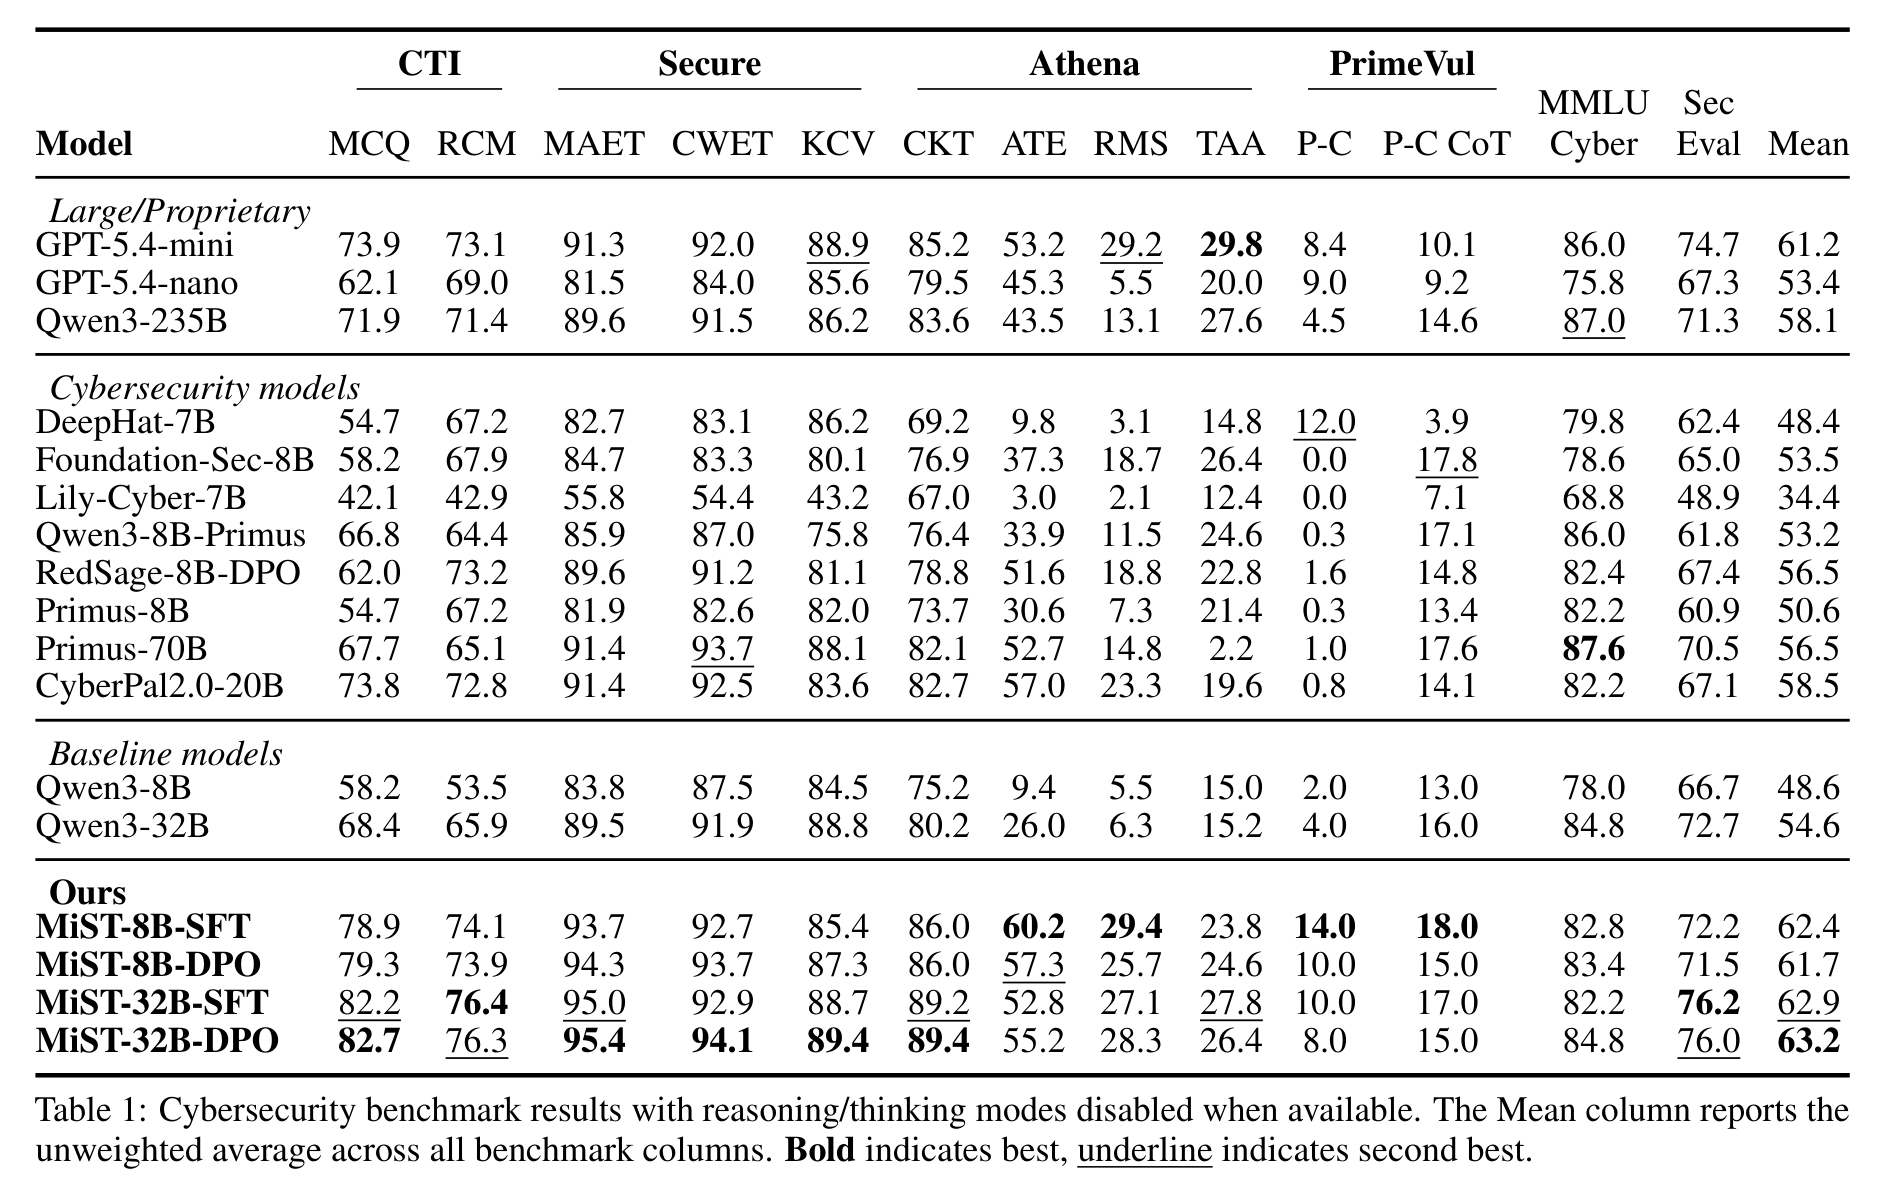 CTI Secure Athena PrimeVul
MMLU Sec
Model MCQ RCM MAET CWET KCV CKT ATE RMS TAA P-C P-C CoT Cyber Eval Mean
Large/Proprietary
GPT-5.4-mini 73.9 73.1 91.3 92.0 88.9 85.2 53.2 29.2 29.8 8.4 10.1 86.0 74.7 61.2
GPT-5.4-nano 62.1 69.0 81.5 84.0 85.6 79.5 45.3 5.5 20.0 9.0 9.2 75.8 67.3 53.4
Qwen3-235B 71.9 71.4 89.6 91.5 86.2 83.6 43.5 13.1 27.6 4.5 14.6 87.0 71.3 58.1
Cybersecurity models
DeepHat-7B 54.7 67.2 82.7 83.1 86.2 69.2 9.8 3.1 14.8 12.0 3.9 79.8 62.4 48.4
Foundation-Sec-8B 58.2 67.9 84.7 83.3 80.1 76.9 37.3 18.7 26.4 0.0 17.8 78.6 65.0 53.5
Lily-Cyber-7B 42.1 42.9 55.8 54.4 43.2 67.0 3.0 2.1 12.4 0.0 7.1 68.8 48.9 34.4
Qwen3-8B-Primus 66.8 64.4 85.9 87.0 75.8 76.4 33.9 11.5 24.6 0.3 17.1 86.0 61.8 53.2
RedSage-8B-DPO 62.0 73.2 89.6 91.2 81.1 78.8 51.6 18.8 22.8 1.6 14.8 82.4 67.4 56.5
Primus-8B 54.7 67.2 81.9 82.6 82.0 73.7 30.6 7.3 21.4 0.3 13.4 82.2 60.9 50.6
Primus-70B 67.7 65.1 91.4 93.7 88.1 82.1 52.7 14.8 2.2 1.0 17.6 87.6 70.5 56.5
CyberPal2.0-20B 73.8 72.8 91.4 92.5 83.6 82.7 57.0 23.3 19.6 0.8 14.1 82.2 67.1 58.5
Baseline models
Qwen3-8B 58.2 53.5 83.8 87.5 84.5 75.2 9.4 5.5 15.0 2.0 13.0 78.0 66.7 48.6
Qwen3-32B 68.4 65.9 89.5 91.9 88.8 80.2 26.0 6.3 15.2 4.0 16.0 84.8 72.7 54.6
Ours
MiST-8B-SFT 78.9 74.1 93.7 92.7 85.4 86.0 60.2 29.4 23.8 14.0 18.0 82.8 72.2 62.4
MiST-8B-DPO 79.3 73.9 94.3 93.7 87.3 86.0 57.3 25.7 24.6 10.0 15.0 83.4 71.5 61.7
MiST-32B-SFT 82.2 76.4 95.0 92.9 88.7 89.2 52.8 27.1 27.8 10.0 17.0 82.2 76.2 62.9
MiST-32B-DPO 82.7 76.3 95.4 94.1 89.4 89.4 55.2 28.3 26.4 8.0 15.0 84.8 76.0 63.2
Table 1: Cybersecurity benchmark results with reasoning/thinking modes disabled when available. The Mean column reports the
unweighted average across all benchmark columns. Bold indicates best, underline indicates second best.